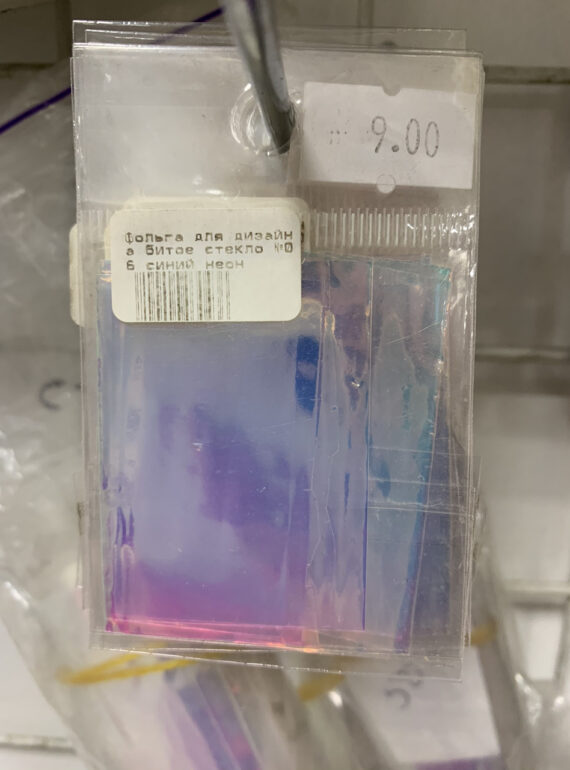 9.00
Фольга для дизайн
а битое стекло №0
6 синий неон